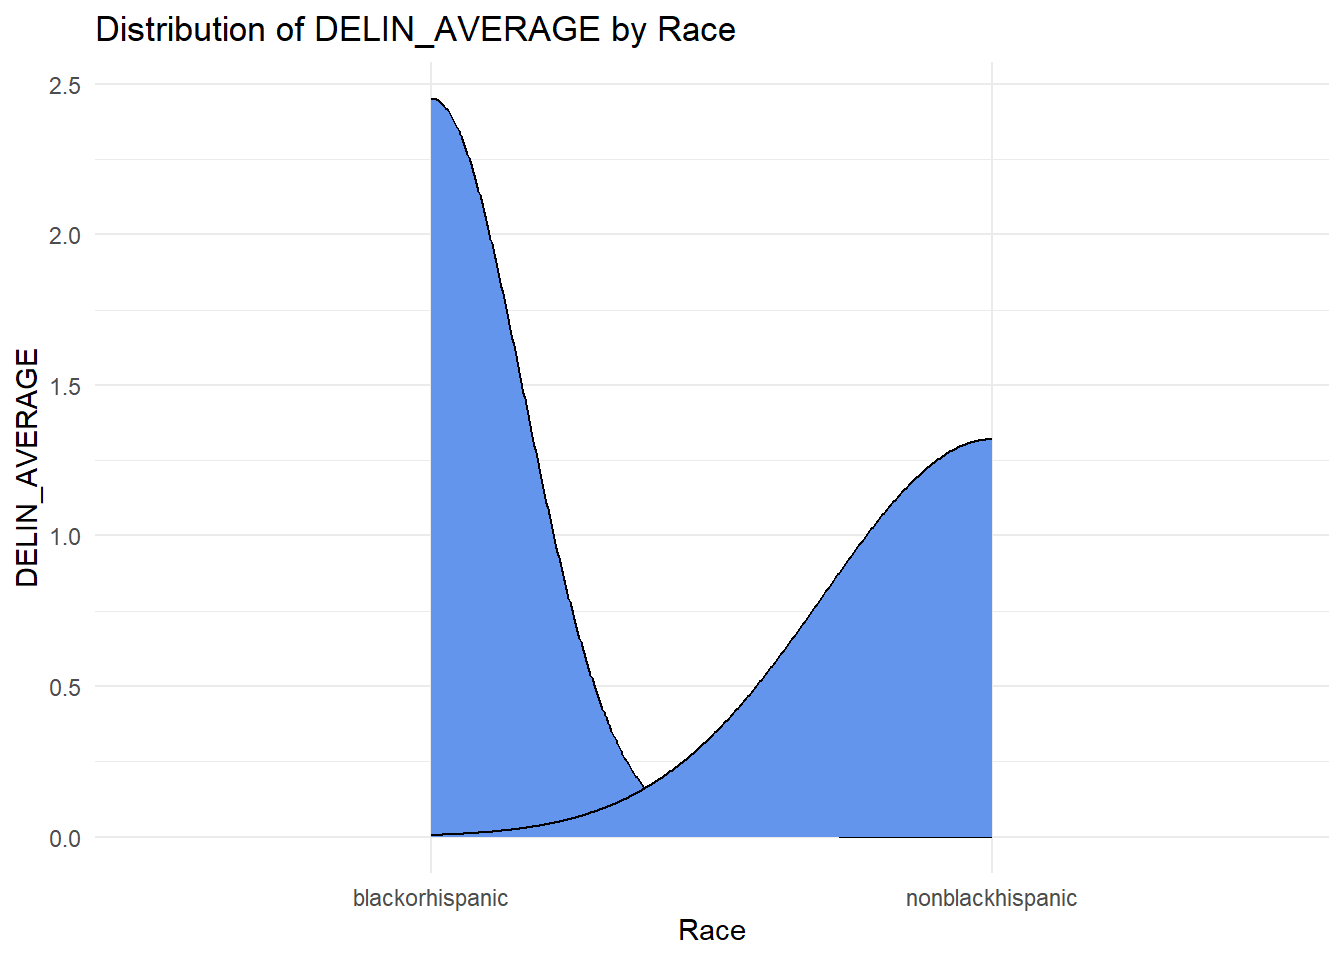 Distribution of DELIN_AVERAGE by Race
2.5
2.0
1.5
1.0
0.5
0.0
DELIN_AVERAGE
blackorhispanic
nonblackhispanic
Race